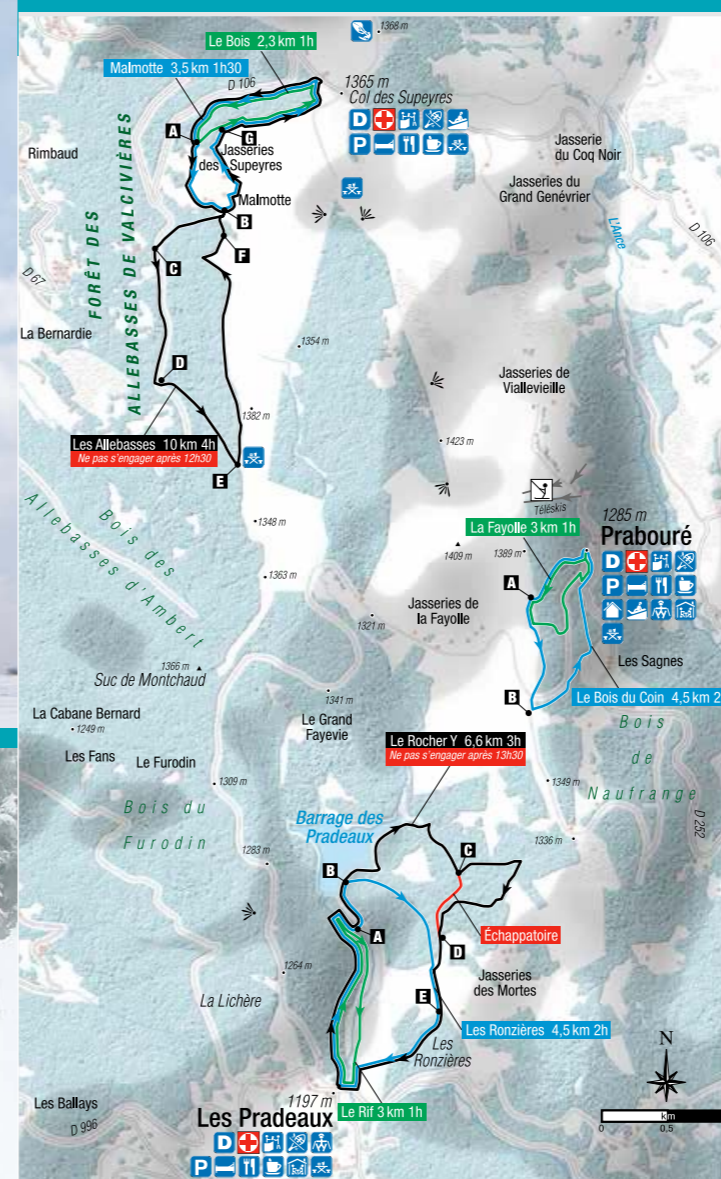 1368 m
Le Bois 2,3 km 1h
Malmotte 3,5 km 1h30
D 106
1365 m
Col des Supeyres
D
P
A
G
Jasseries
des Supeyres
Rimbaud
Jasserie
du Coq Noir
Jasseries du
Grand Genévrier
Malmotte
B
F
C
L'Ance
D 106
FORÊT DES
ALLEBASSES DE VALCIVIÈRES
D 67
La Bernardie
1354 m
D
Jasseries de
Viallevieille
1382 m
Les Allebasses 10 km 4h
Ne pas s'engager après 12h30
E
1423 m
Téléskis
1348 m
La Fayolle 3 km 1h
1285 m
Prabouré
D
P
Bois des
Allebasses d'Ambert
1409 m
1389 m
1363 m
A
Jasseries de
la Fayolle
1321 m
1366 m
Suc de Montchaud
Les Sagnes
1341 m
Le Bois du Coin 4,5 km 2
B
La Cabane Bernard
1249 m
Le Grand
Fayevie
Bois
de
Naufrange
Le Rocher Y 6,6 km 3h
Ne pas s'engager après 13h30
Les Fans
Le Furodin
1309 m
1349 m
D 252
Bois du
Furodin
Barrage des
Pradeaux
1336 m
1283 m
C
B
A
Échappatoire
D
1264 m
Jasseries
des Mortes
La Lichère
E
Les Ronzières 4,5 km 2h
Les
Ronzières
N
km
0,5
1197 m
Les Pradeaux
Le Rif 3 km 1h
Les Ballays
D 996
D
P